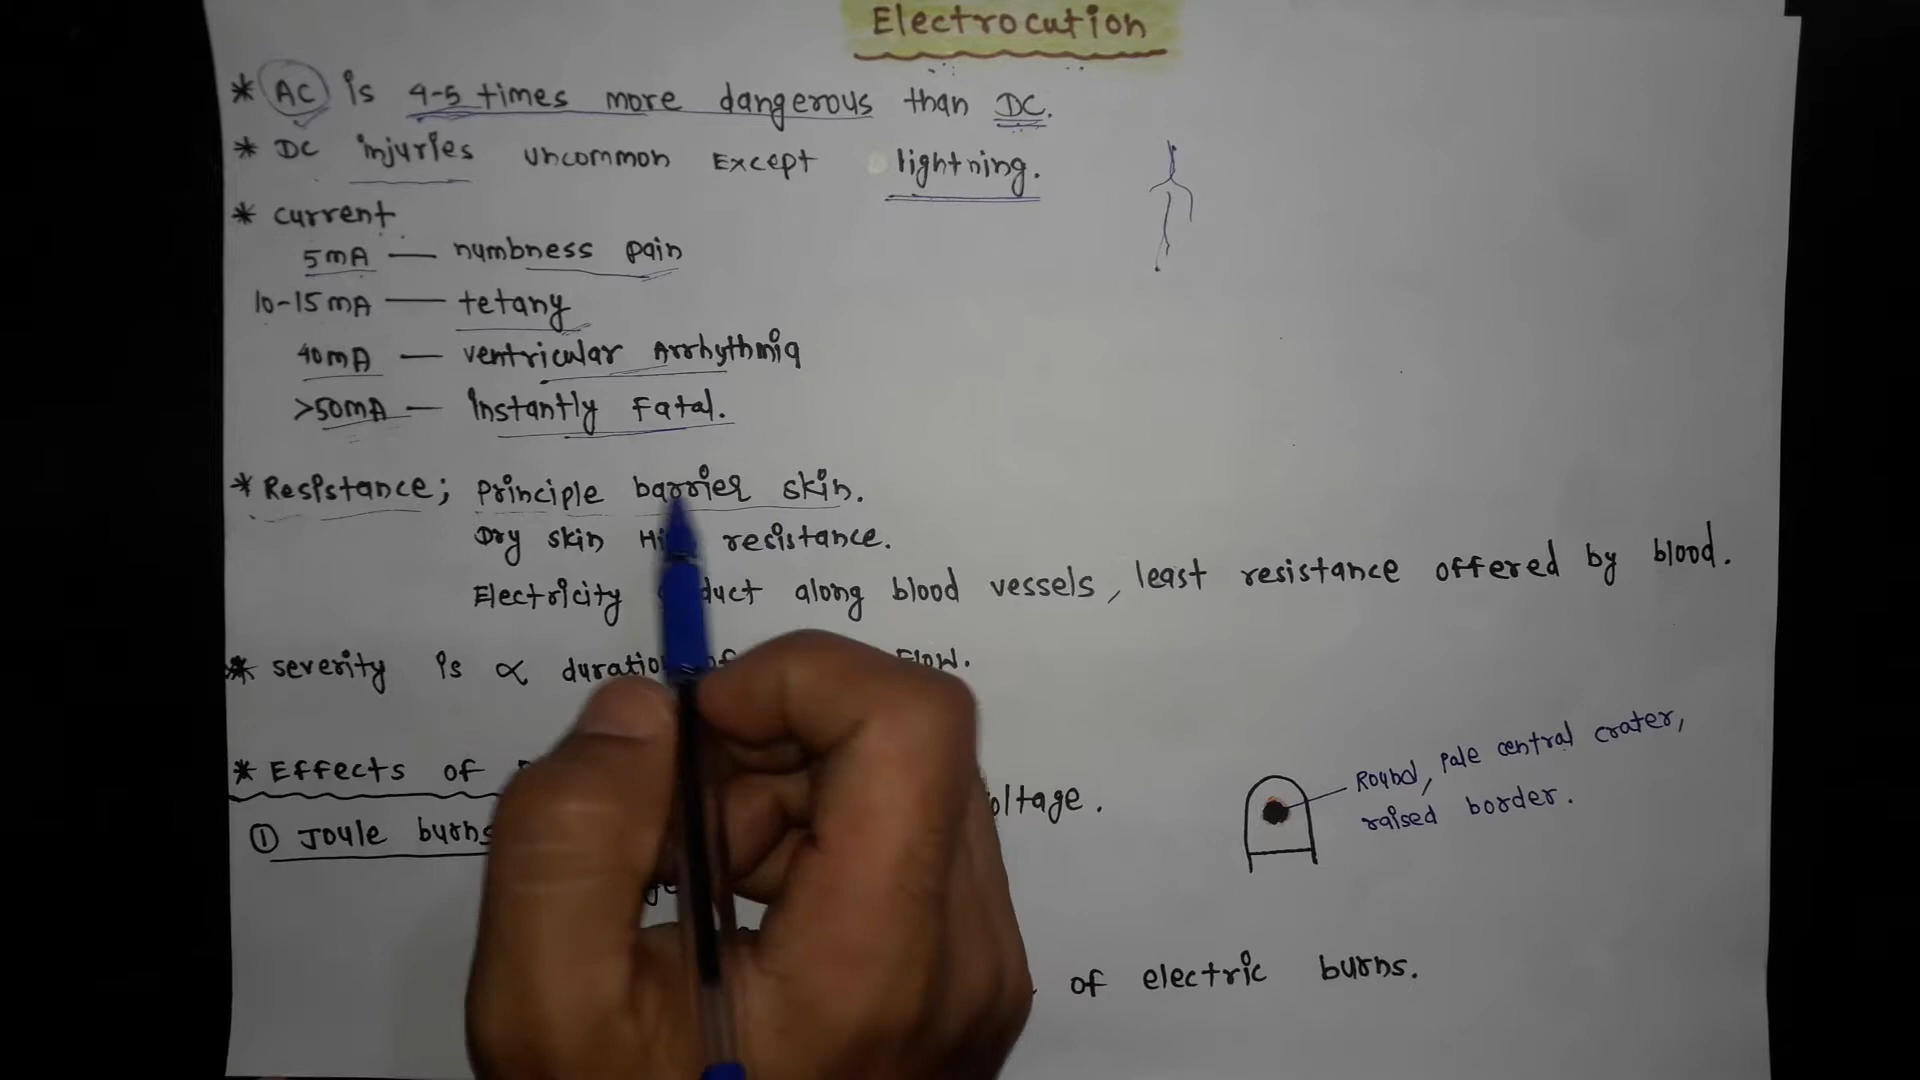 Electrocution
* AC is 4-5 times more dangerous than DC.
* DC injuries uncommon Except lightning.
* current
5mA — numbness pain
10-15mA — tetany
40mA — ventricular Arrhythmia
>50mA — Instantly Fatal.
* Resistance; Principle barrier skin.
Dry skin resistance.
Electricity along blood vessels, least resistance offered by blood.
* severity is ∝ Flow.
* Effects of
① Joule burns
Round, Pale central crater,
raised border.
of electric burns.